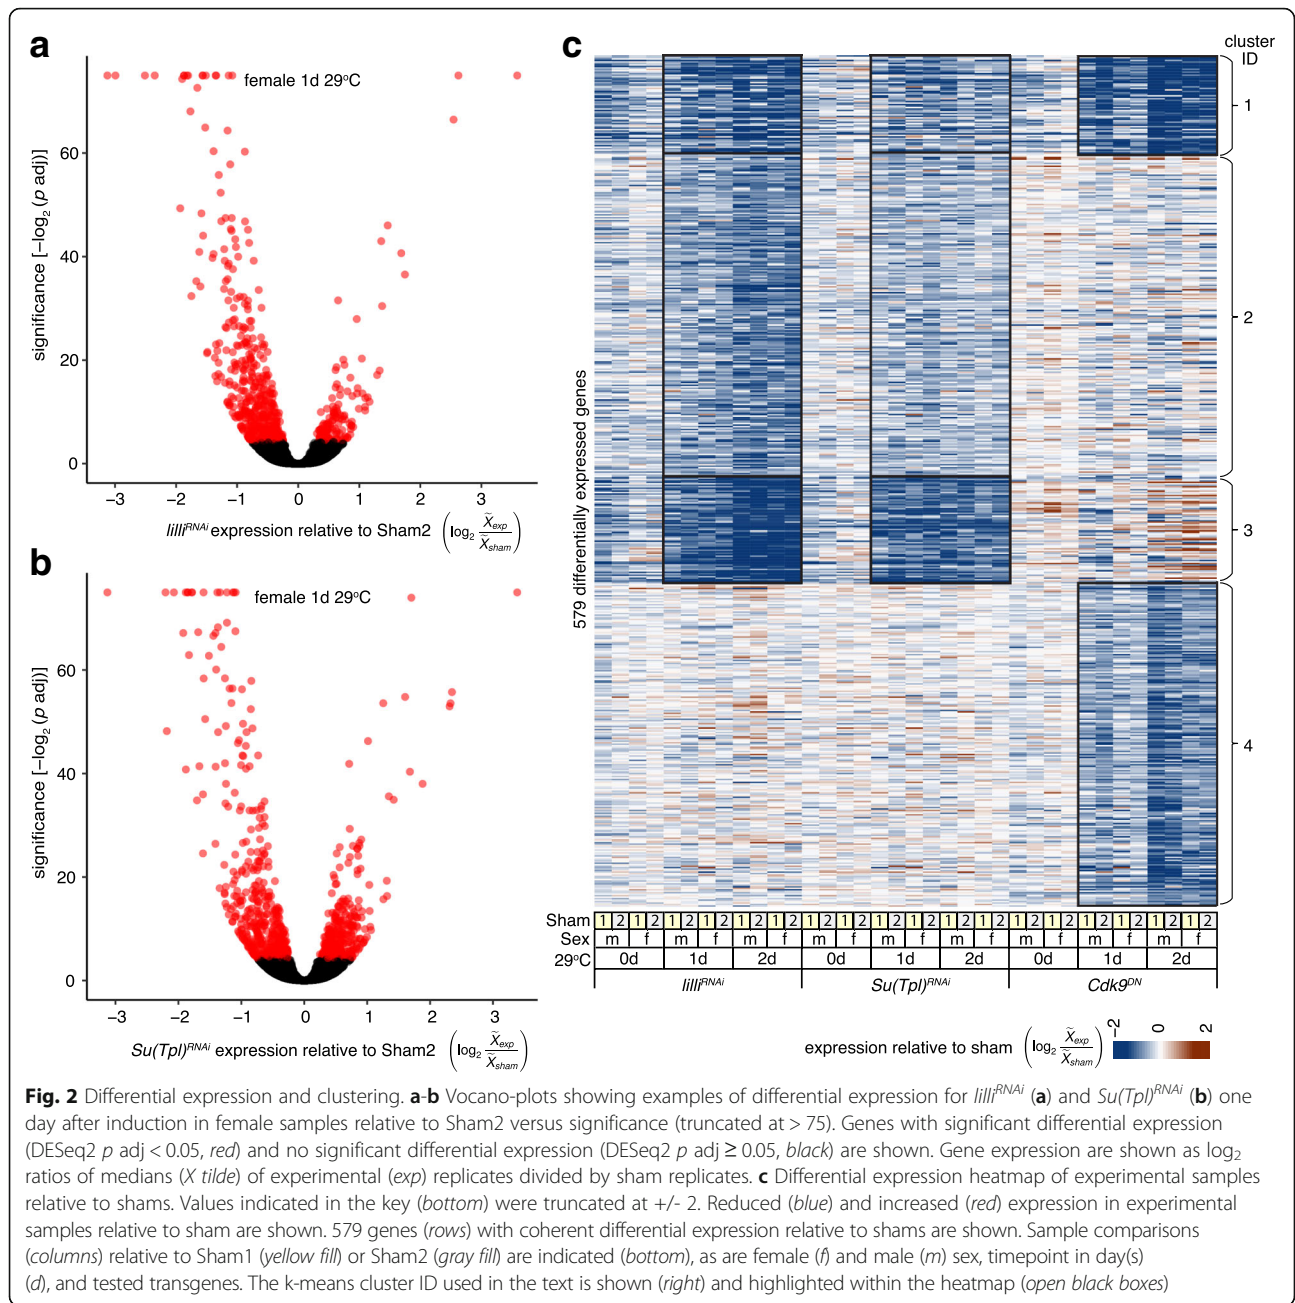 a
female 1d 29°C
significance [−log2 (p adj)]
60
40
20
0
−3 −2 −1 0 1 2 3
lilliRNAi expression relative to Sham2 (log2 X̃exp / X̃sham)
b
female 1d 29°C
significance [−log2 (p adj)]
60
40
20
0
−3 −2 −1 0 1 2 3
Su(Tpl)RNAi expression relative to Sham2 (log2 X̃exp / X̃sham)
c
cluster
ID
1
2
3
4
579 differentially expressed genes
Sham 1 2 1 2 1 2 1 2 1 2 1 2 1 2 1 2 1 2 1 2 1 2 1 2 1 2 1 2 1 2 1 2 1 2 1 2
Sex m f m f m f m f m f m f m f m f m f
29°C 0d 1d 2d 0d 1d 2d 0d 1d 2d
lilliRNAi Su(Tpl)RNAi Cdk9DN
expression relative to sham (log2 X̃exp / X̃sham) −2 0 2
Fig. 2 Differential expression and clustering. a-b Vocano-plots showing examples of differential expression for lilliRNAi (a) and Su(Tpl)RNAi (b) one
day after induction in female samples relative to Sham2 versus significance (truncated at > 75). Genes with significant differential expression
(DESeq2 p adj < 0.05, red) and no significant differential expression (DESeq2 p adj ≥ 0.05, black) are shown. Gene expression are shown as log2
ratios of medians (X tilde) of experimental (exp) replicates divided by sham replicates. c Differential expression heatmap of experimental samples
relative to shams. Values indicated in the key (bottom) were truncated at +/- 2. Reduced (blue) and increased (red) expression in experimental
samples relative to sham are shown. 579 genes (rows) with coherent differential expression relative to shams are shown. Sample comparisons
(columns) relative to Sham1 (yellow fill) or Sham2 (gray fill) are indicated (bottom), as are female (f) and male (m) sex, timepoint in day(s)
(d), and tested transgenes. The k-means cluster ID used in the text is shown (right) and highlighted within the heatmap (open black boxes)